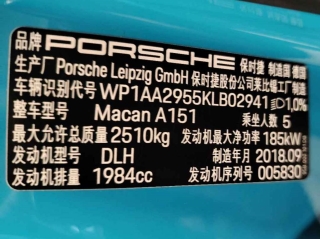 品牌 PORSCHE 保时捷 制造国 德国
生产厂 Porsche Leipzig GmbH 保时捷股份公司莱比锡工厂制造
车辆识别代号 WP1AA2955KLB02941 1,0%
整车型号 Macan A151 乘坐人数 5
最大允许总质量 2510kg 发动机最大净功率 185kW
发动机型号 DLH 制造年月 2018.09
发动机排量 1984cc 发动机序列号 005830